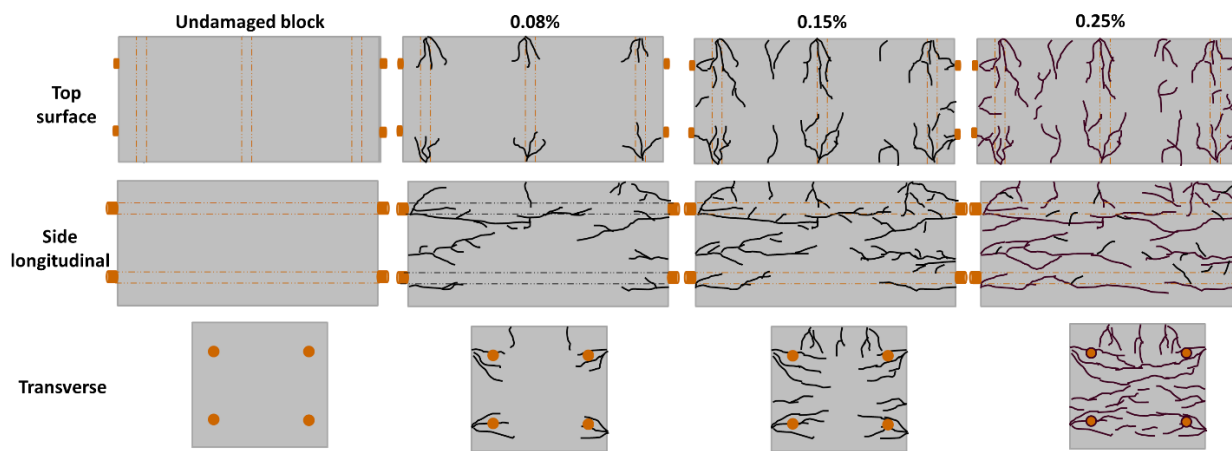 Undamaged block
0.08%
0.15%
0.25%
Top
surface
Side
longitudinal
Transverse